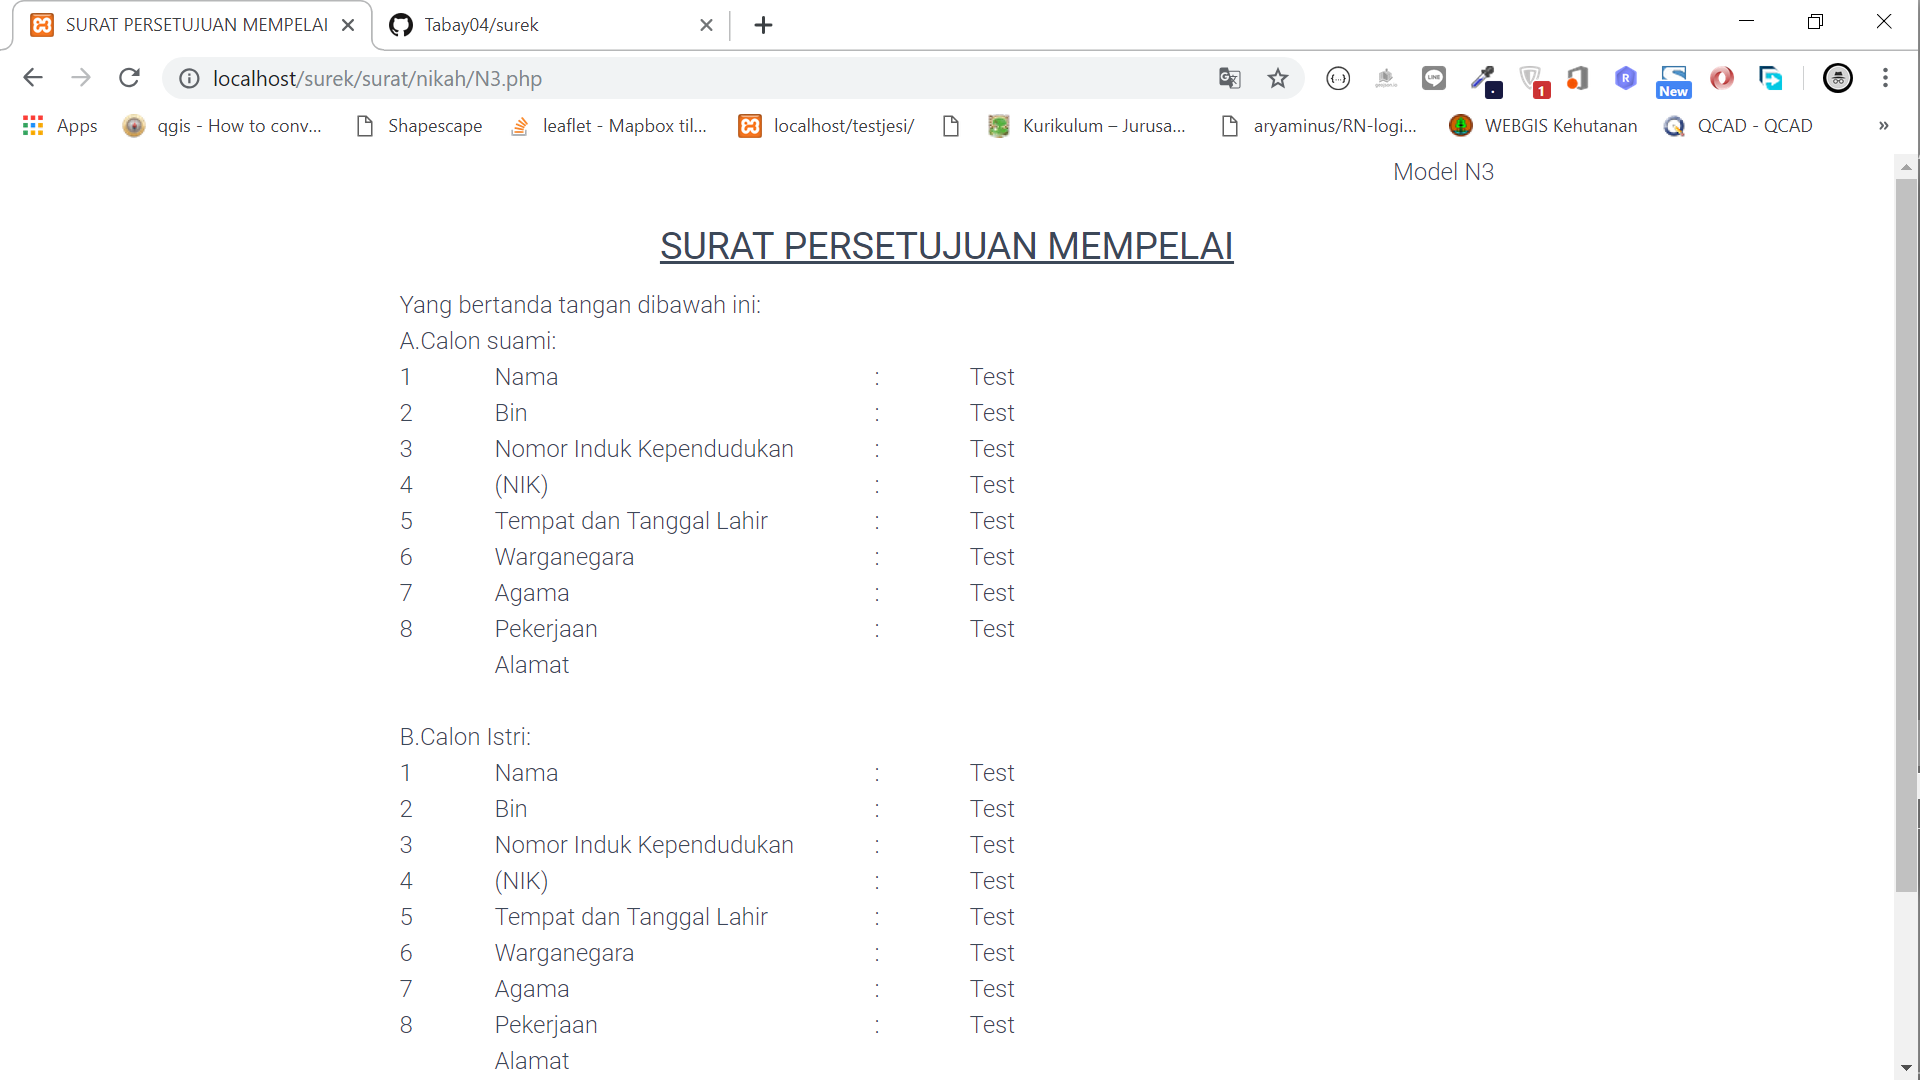 SURAT PERSETUJUAN MEMPELAI
Tabay04/surek
localhost/surek/surat/nikah/N3.php
LINE
1
R
New
Apps
qgis - How to conv...
Shapescape
leaflet - Mapbox til...
localhost/testjesi/
Kurikulum – Jurusa...
aryaminus/RN-logi...
WEBGIS Kehutanan
QCAD - QCAD
»
Model N3
SURAT PERSETUJUAN MEMPELAI
Yang bertanda tangan dibawah ini:
A.Calon suami:
1 Nama : Test
2 Bin : Test
3 Nomor Induk Kependudukan : Test
4 (NIK) : Test
5 Tempat dan Tanggal Lahir : Test
6 Warganegara : Test
7 Agama : Test
8 Pekerjaan : Test
Alamat
B.Calon Istri:
1 Nama : Test
2 Bin : Test
3 Nomor Induk Kependudukan : Test
4 (NIK) : Test
5 Tempat dan Tanggal Lahir : Test
6 Warganegara : Test
7 Agama : Test
8 Pekerjaan : Test
Alamat